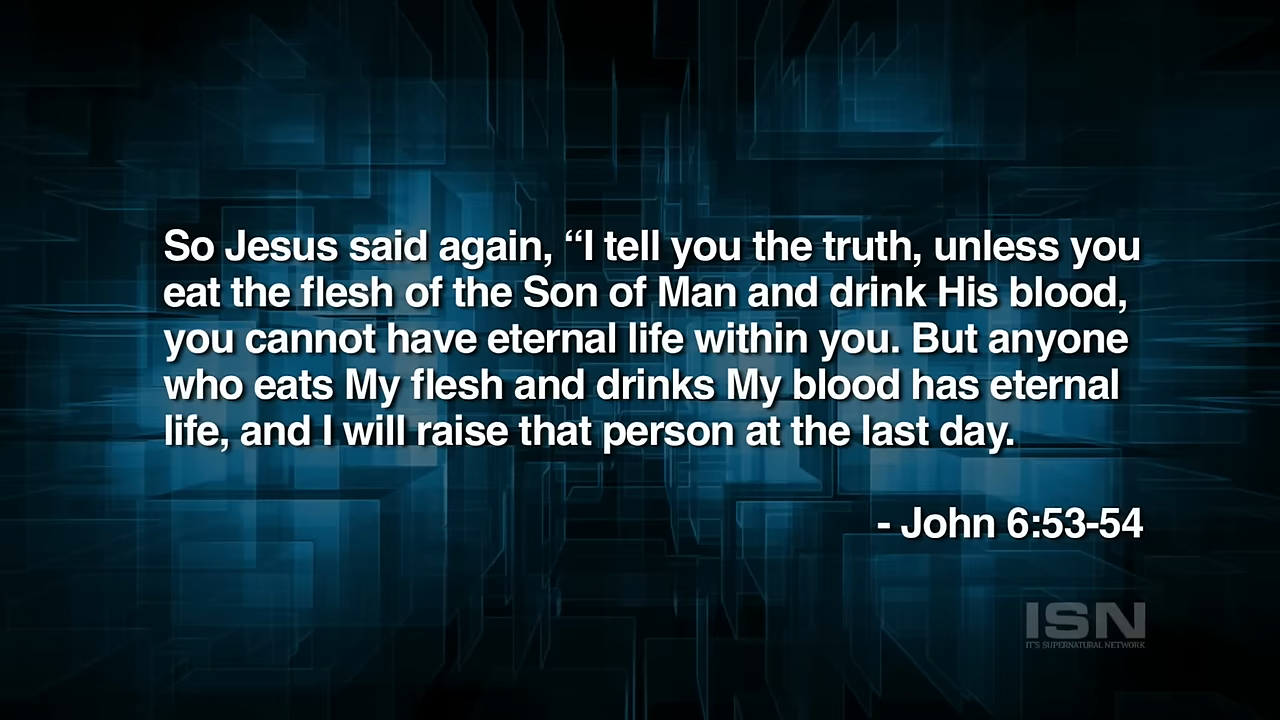 So Jesus said again, “I tell you the truth, unless you
eat the flesh of the Son of Man and drink His blood,
you cannot have eternal life within you. But anyone
who eats My flesh and drinks My blood has eternal
life, and I will raise that person at the last day.
- John 6:53-54
ISN
IT'S SUPERNATURAL NETWORK